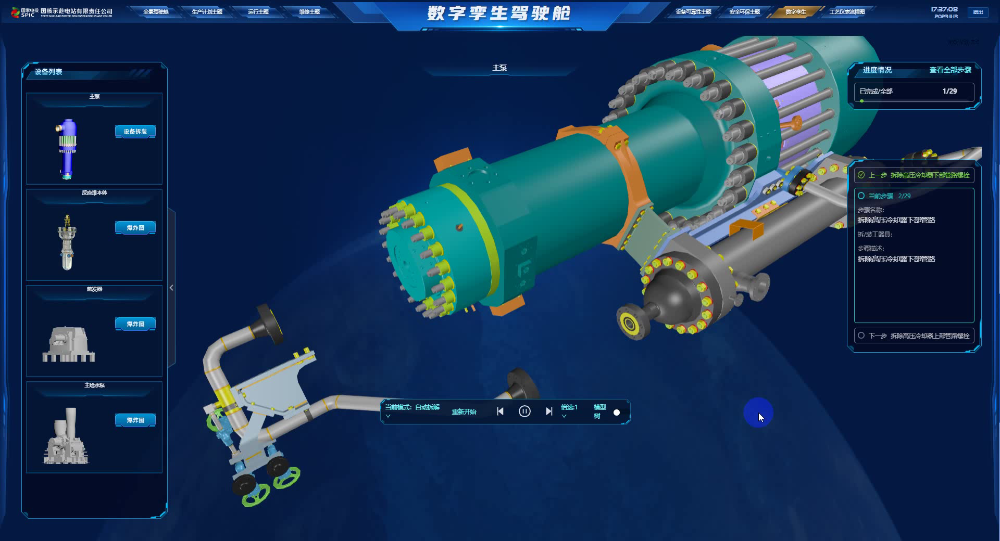 国家电投
SPIC
国核示范电站有限责任公司
STATE NUCLEAR POWER DEMONSTRATION PLANT CO.,LTD
全景驾驶舱
生产计划主题
运行主题
维修主题
数字孪生驾驶舱
设备可靠性主题
安全环保主题
数字孪生
工艺仪表流程图
17:37:08
2023-11-13
退出
设备列表
主泵
设备拆装
反应堆本体
爆炸图
蒸发器
爆炸图
主给水泵
爆炸图
主泵
进度情况
查看全部步骤
已完成/全部
1/29
上一步 拆除高压冷却器下部管路螺栓
当前步骤 2/29
步骤名称:
拆除高压冷却器下部管路
拆/装工器具:
步骤描述:
拆除高压冷却器下部管路
下一步 拆除高压冷却器上部管路螺栓
当前模式: 自动拆解
重新开始
倍速:1
模型
树